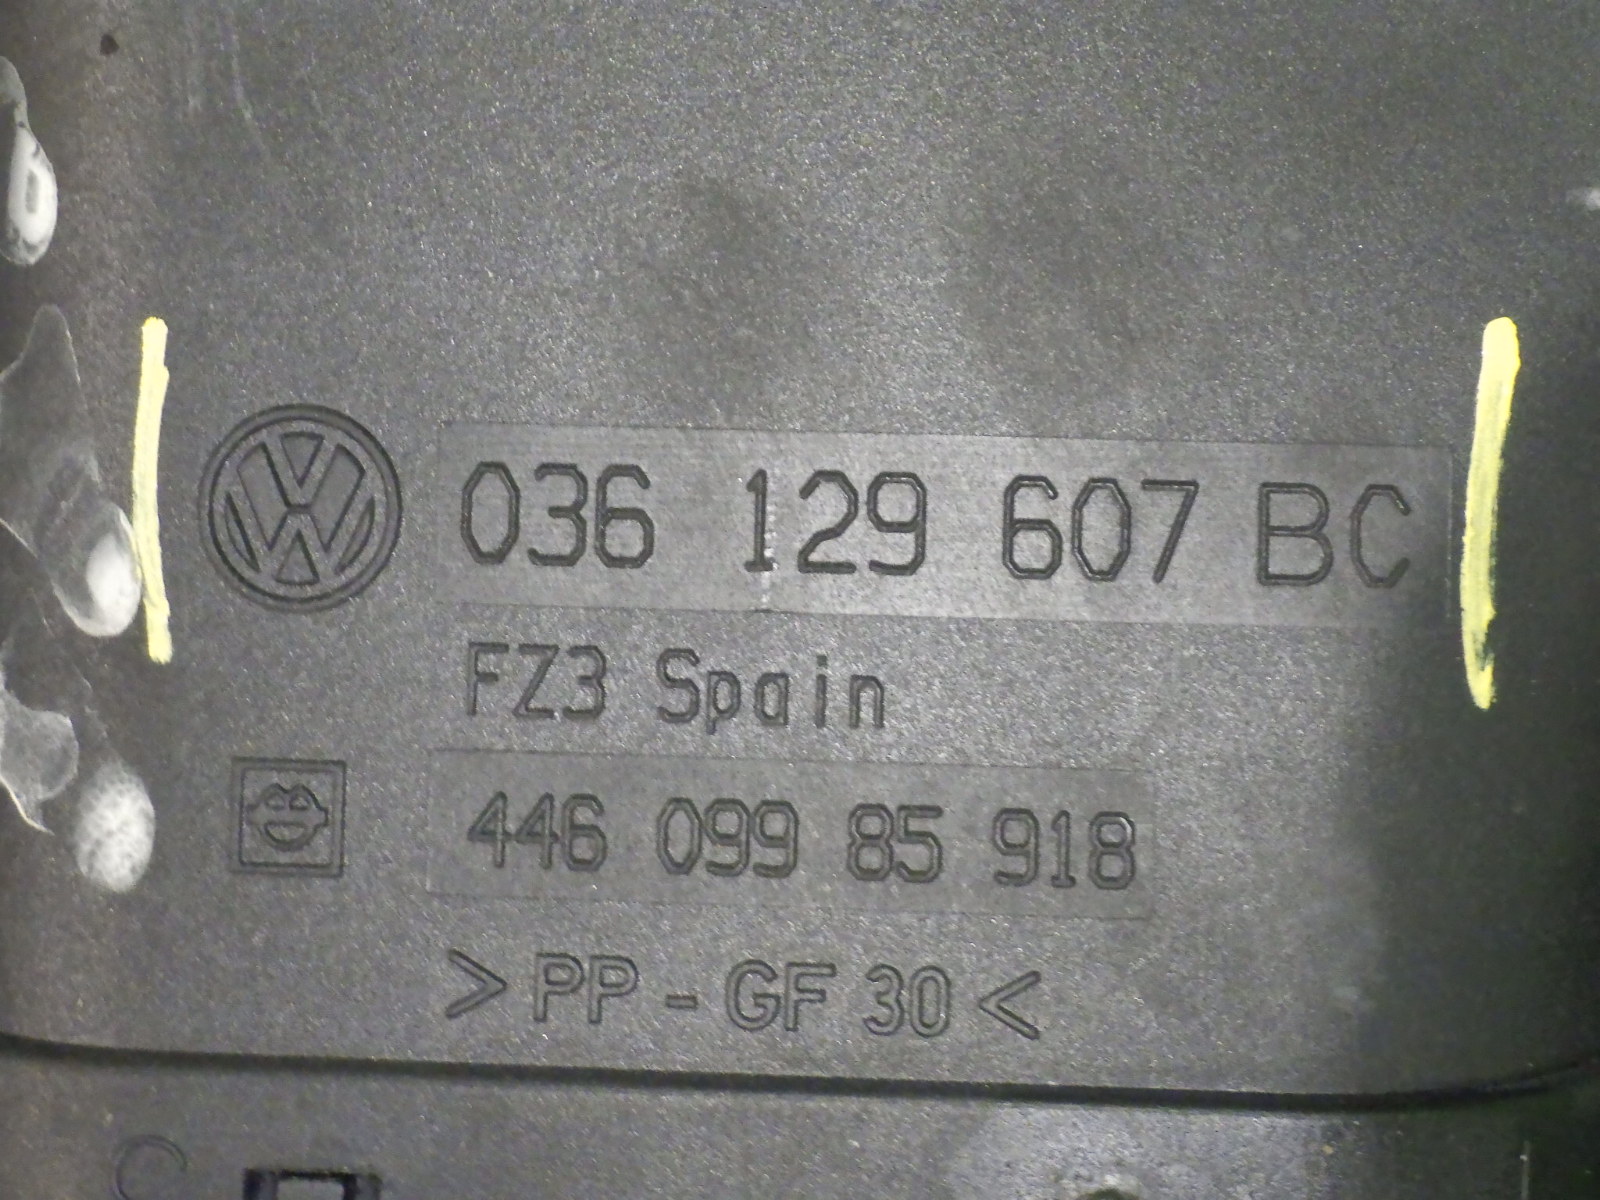 036 129 607 BC
FZ3 Spain
446 099 85 918
>PP-GF 30<